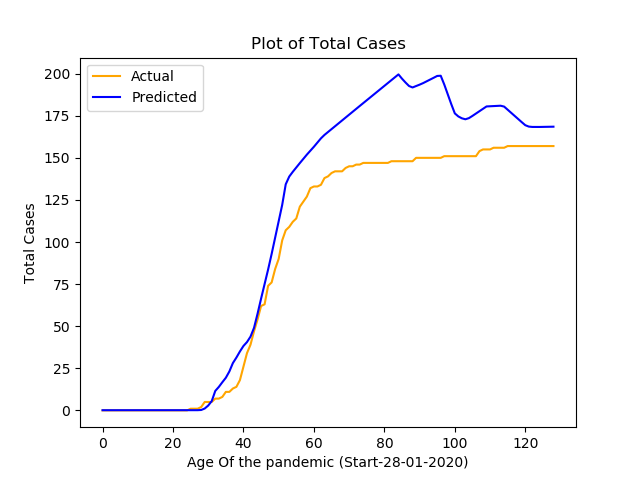 Plot of Total Cases
Actual
Predicted
200
175
150
125
100
75
50
25
0
Total Cases
0 20 40 60 80 100 120
Age Of the pandemic (Start-28-01-2020)